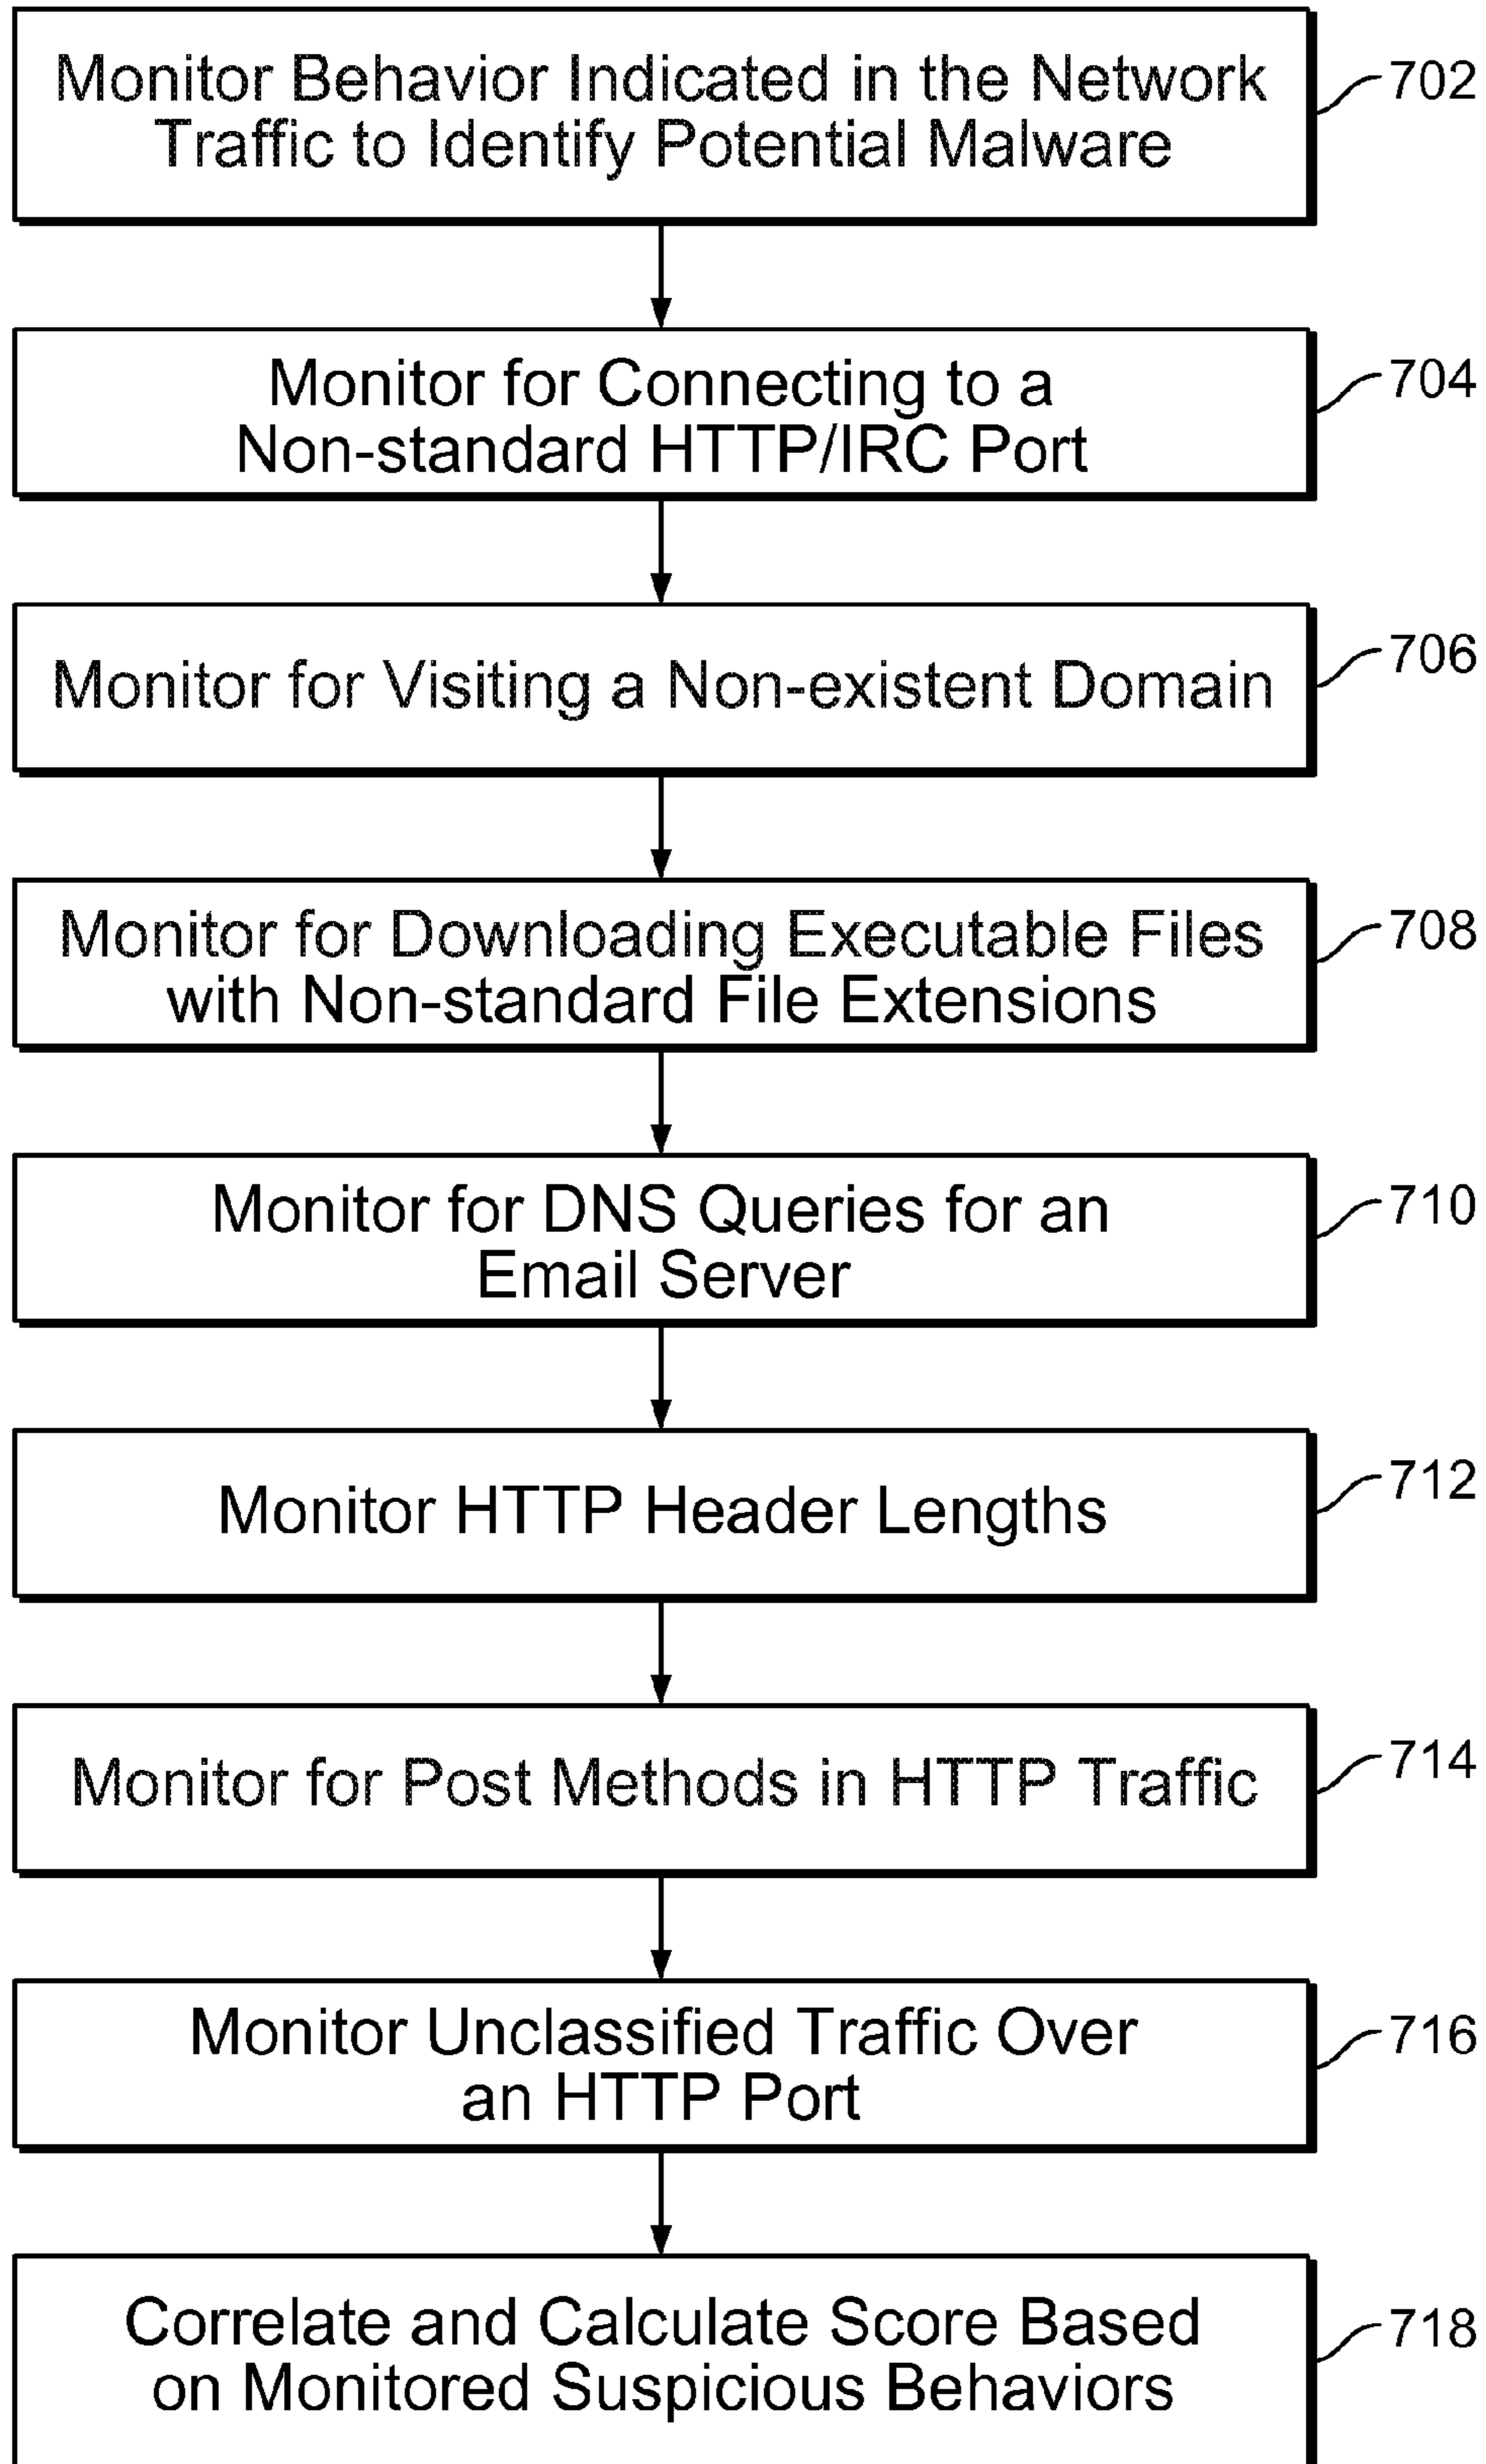 Monitor Behavior Indicated in the Network
Traffic to Identify Potential Malware
702
Monitor for Connecting to a
Non-standard HTTP/IRC Port
704
Monitor for Visiting a Non-existent Domain
706
Monitor for Downloading Executable Files
with Non-standard File Extensions
708
Monitor for DNS Queries for an
Email Server
710
Monitor HTTP Header Lengths
712
Monitor for Post Methods in HTTP Traffic
714
Monitor Unclassified Traffic Over
an HTTP Port
716
Correlate and Calculate Score Based
on Monitored Suspicious Behaviors
718